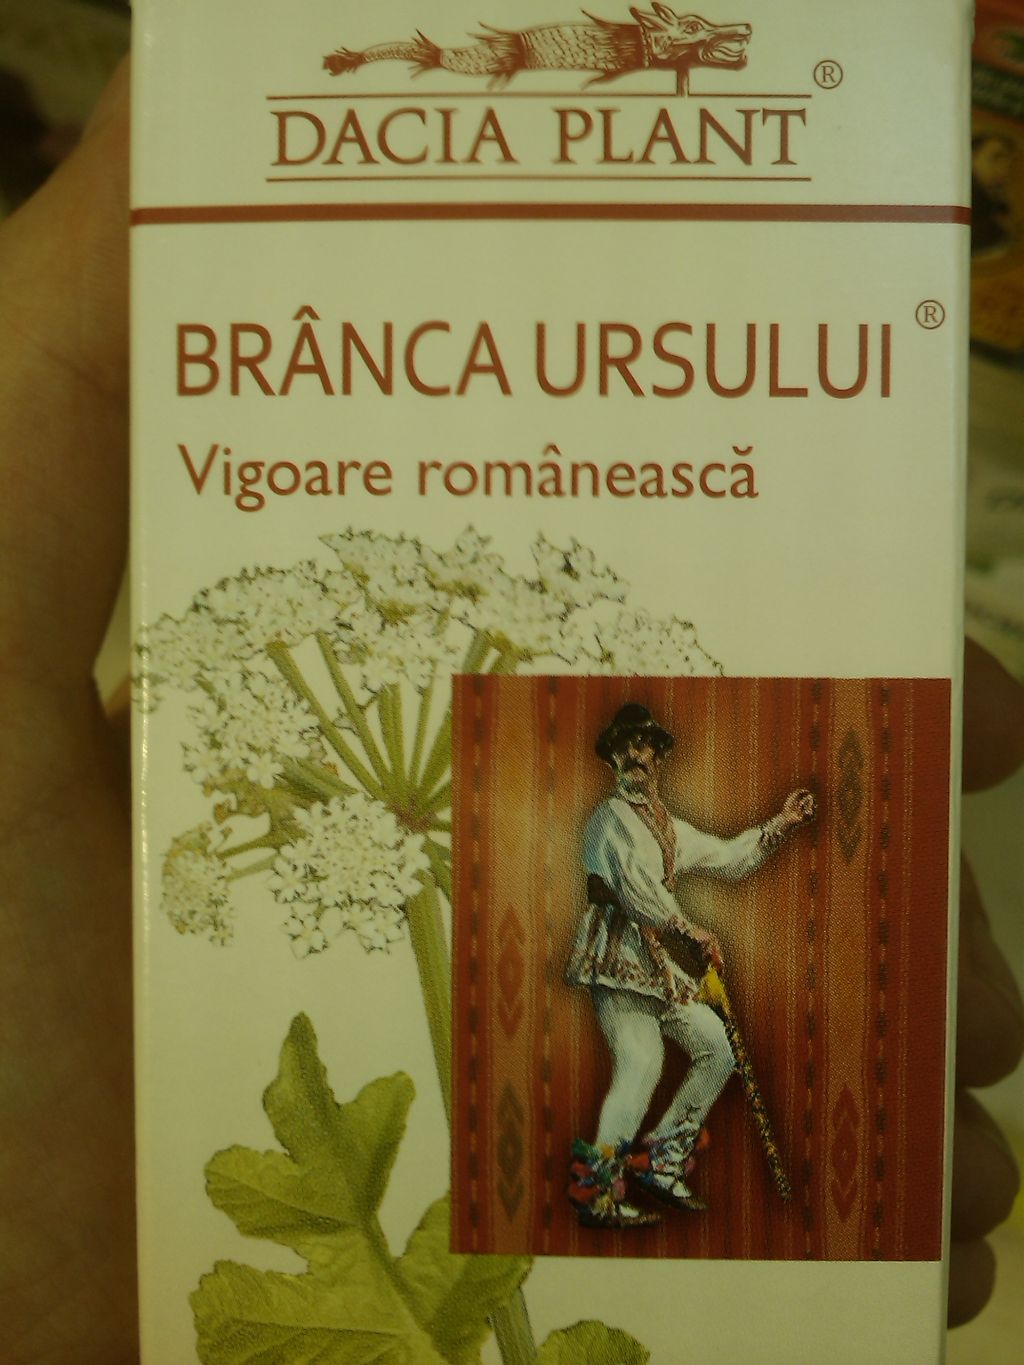 DACIA PLANT ®
BRÂNCA URSULUI ®
Vigoare românească